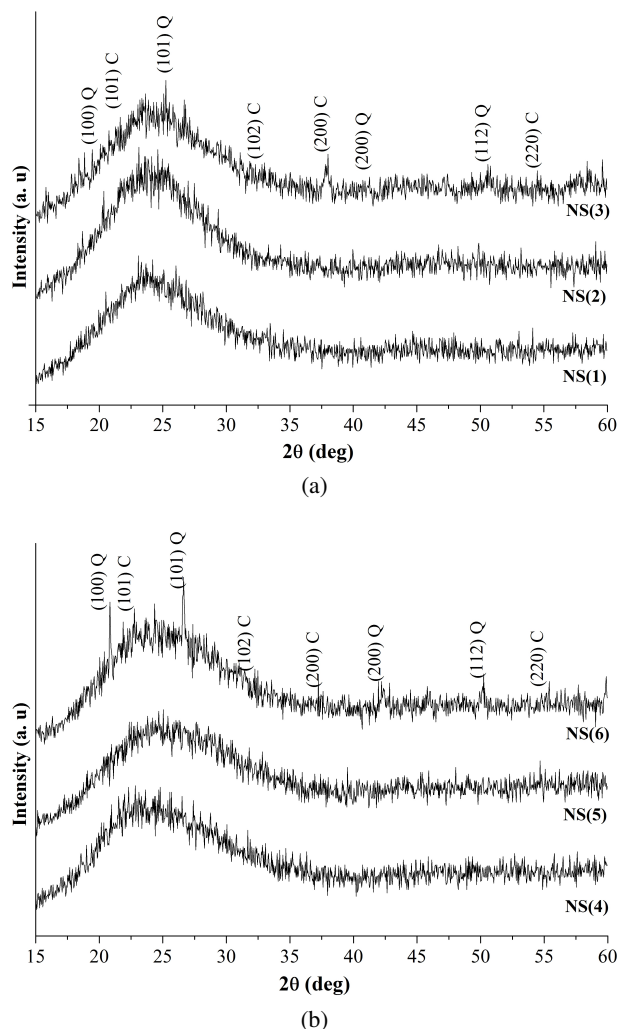 (100) Q
(101) C
(101) Q
(102) C
(200) C
(200) Q
(112) Q
(220) C
Intensity (a. u)
NS(3)
NS(2)
NS(1)
15 20 25 30 35 40 45 50 55 60
2θ (deg)
(a)
(100) Q
(101) C
(101) Q
(102) C
(200) C
(200) Q
(112) Q
(220) C
Intensity (a. u)
NS(6)
NS(5)
NS(4)
15 20 25 30 35 40 45 50 55 60
2θ (deg)
(b)